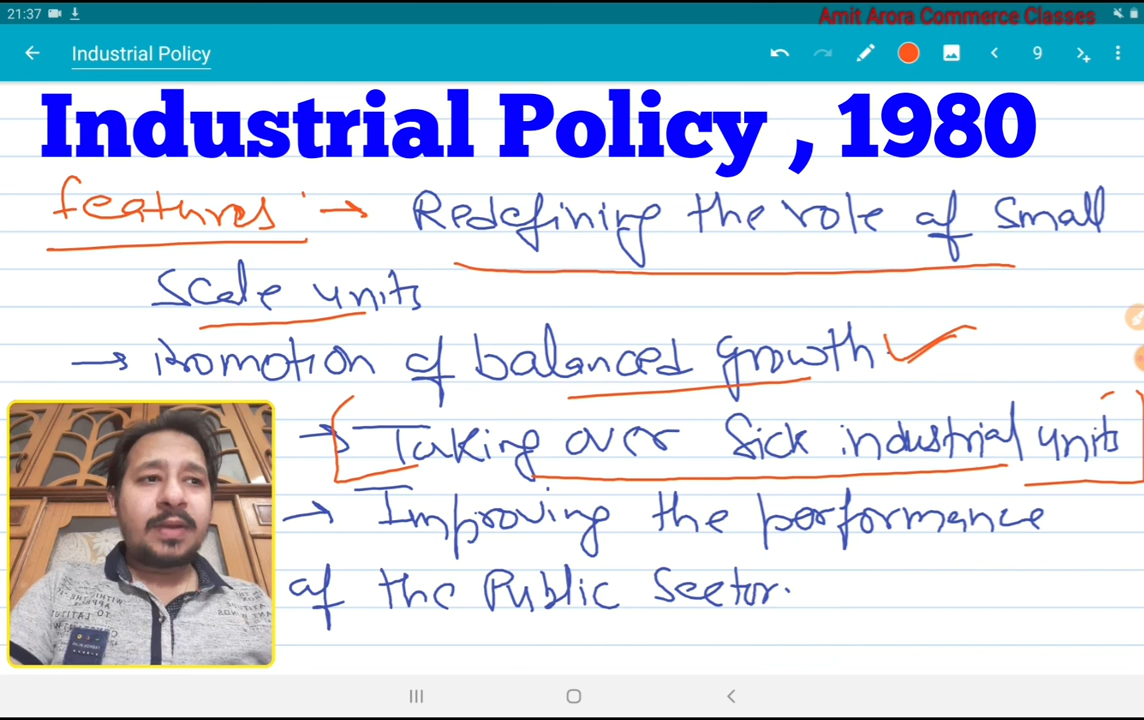 21:37
Amit Arora Commerce Classes
Industrial Policy
9
Industrial Policy , 1980
features → Redefining the role of Small
Scale units
→ Promotion of balanced growth.
→ Taking over Sick industrial units
→ Improving the performance
of the Public Sector.